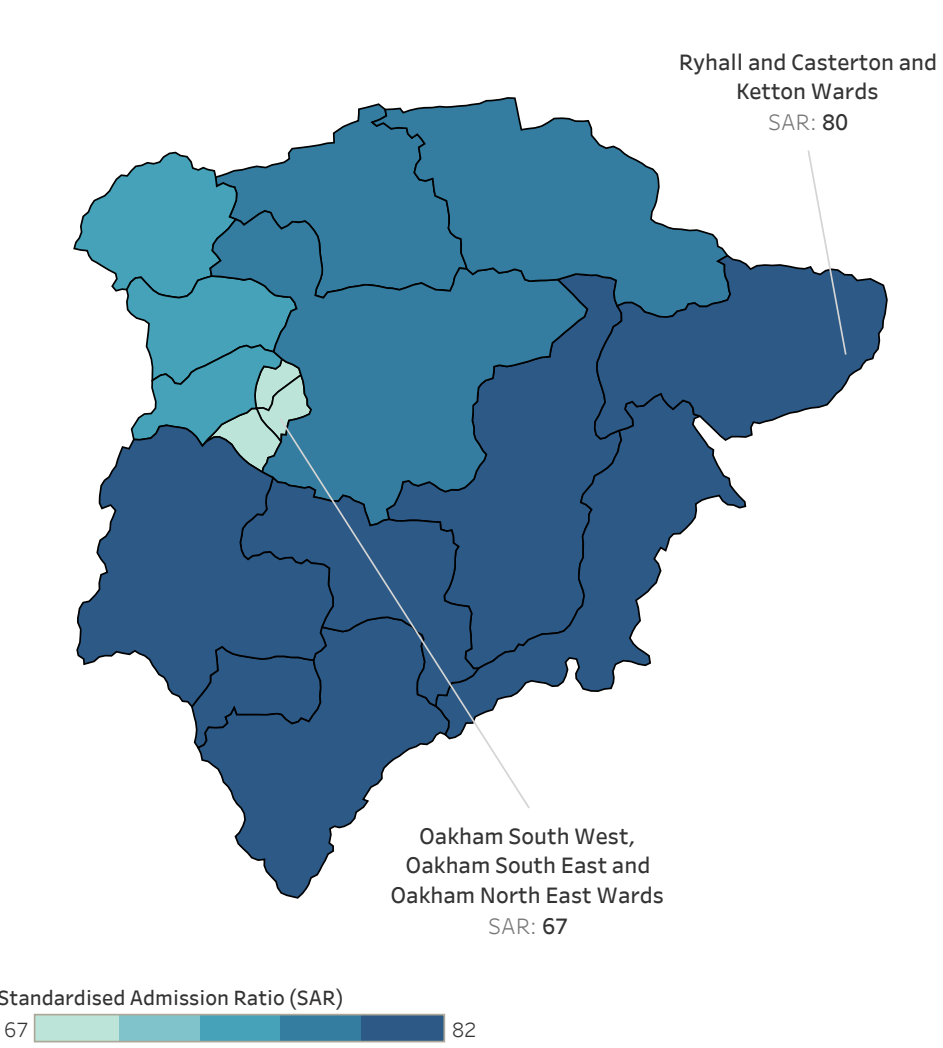 Ryhall and Casterton and
Ketton Wards
SAR: 80
Oakham South West,
Oakham South East and
Oakham North East Wards
SAR: 67
Standardised Admission Ratio (SAR)
67 82